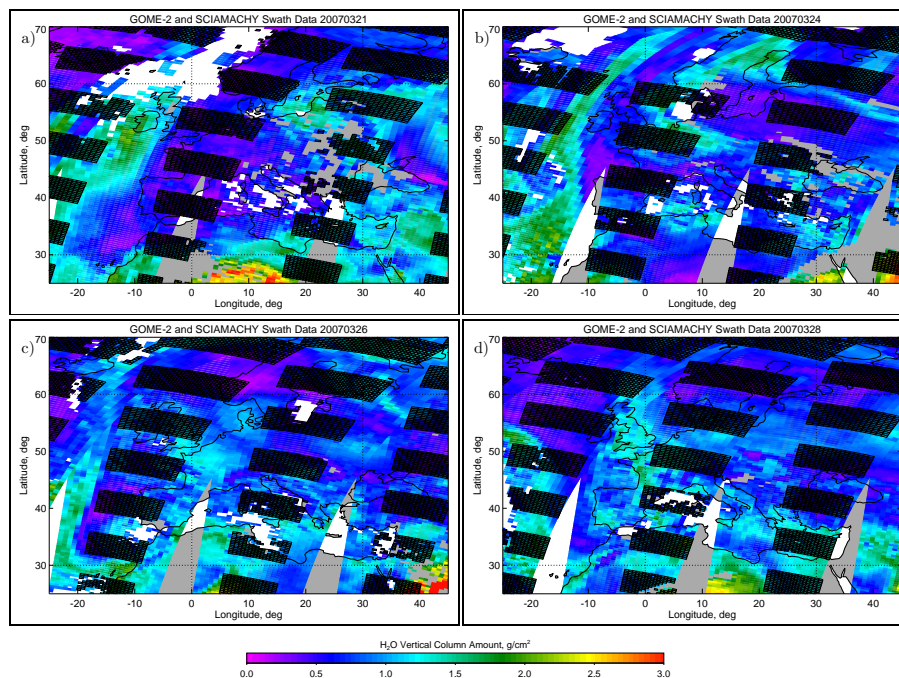 GOME-2 and SCIAMACHY Swath Data 20070321
a)
70
60
50
40
30
Latitude, deg
-20 -10 0 10 20 30 40
Longitude, deg
GOME-2 and SCIAMACHY Swath Data 20070324
b)
70
60
50
40
30
Latitude, deg
-20 -10 0 10 20 30 40
Longitude, deg
GOME-2 and SCIAMACHY Swath Data 20070326
c)
70
60
50
40
30
Latitude, deg
-20 -10 0 10 20 30 40
Longitude, deg
GOME-2 and SCIAMACHY Swath Data 20070328
d)
70
60
50
40
30
Latitude, deg
-20 -10 0 10 20 30 40
Longitude, deg
H₂O Vertical Column Amount, g/cm²
0.0 0.5 1.0 1.5 2.0 2.5 3.0